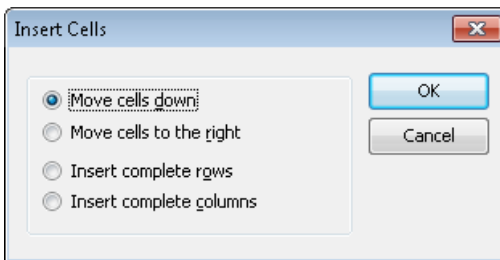 Insert Cells
Move cells down
Move cells to the right
Insert complete rows
Insert complete columns
OK
Cancel